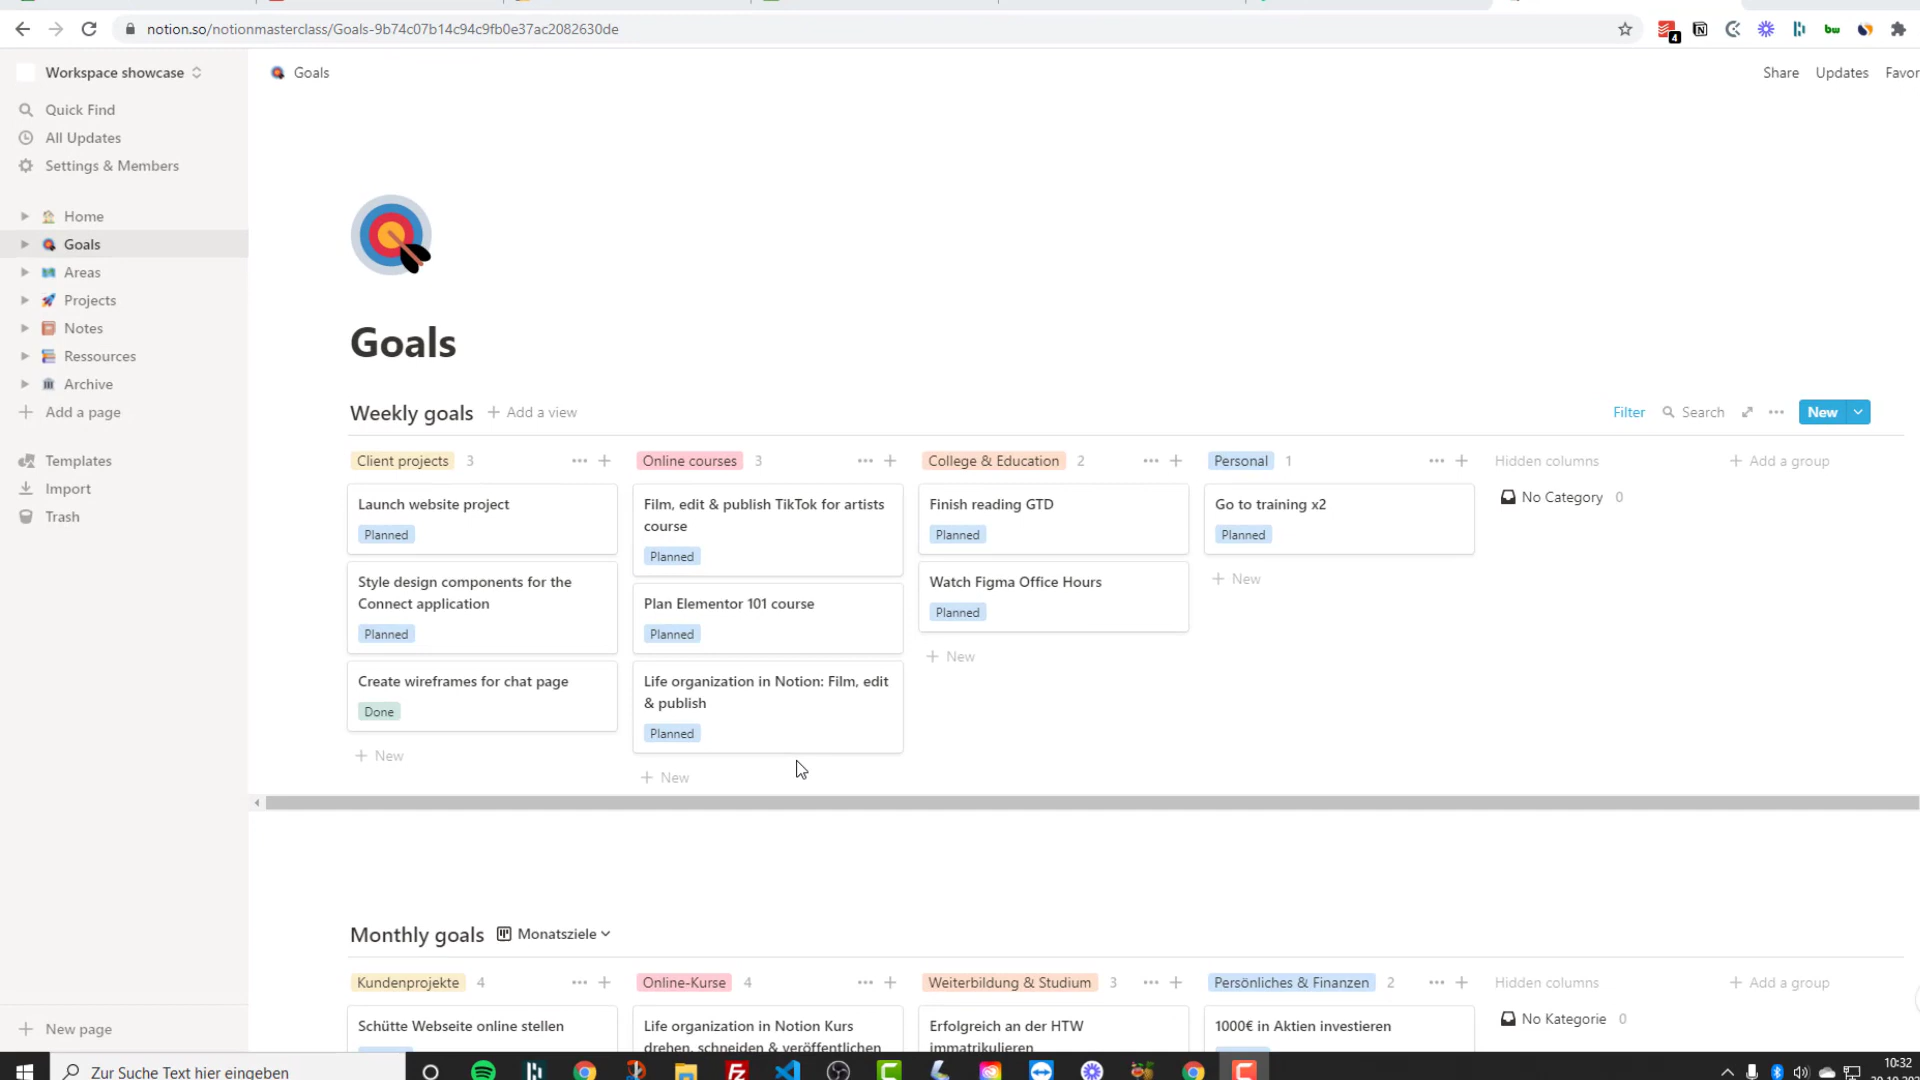 notion.so/notionmasterclass/Goals-9b74c07b14c94c9fb0e37ac2082630de
4
bw
Workspace showcase
Goals
Share Updates Favor
Quick Find
All Updates
Settings & Members
Home
Goals
Areas
Projects
Notes
Ressources
Archive
Add a page
Templates
Import
Trash
New page
Goals
Weekly goals + Add a view
Filter Search New
Client projects 3
Launch website project
Planned
Style design components for the
Connect application
Planned
Create wireframes for chat page
Done
+ New
Online courses 3
Film, edit & publish TikTok for artists
course
Planned
Plan Elementor 101 course
Planned
Life organization in Notion: Film, edit
& publish
Planned
+ New
College & Education 2
Finish reading GTD
Planned
Watch Figma Office Hours
Planned
+ New
Personal 1
Go to training x2
Planned
+ New
Hidden columns
No Category 0
+ Add a group
Monthly goals Monatsziele
Kundenprojekte 4
Schütte Webseite online stellen
Online-Kurse 4
Life organization in Notion Kurs
drehen, schneiden & veröffentlichen
Weiterbildung & Studium 3
Erfolgreich an der HTW
immatrikulieren
Persönliches & Finanzen 2
1000€ in Aktien investieren
Hidden columns
No Kategorie 0
+ Add a group
Zur Suche Text hier eingeben
10:32